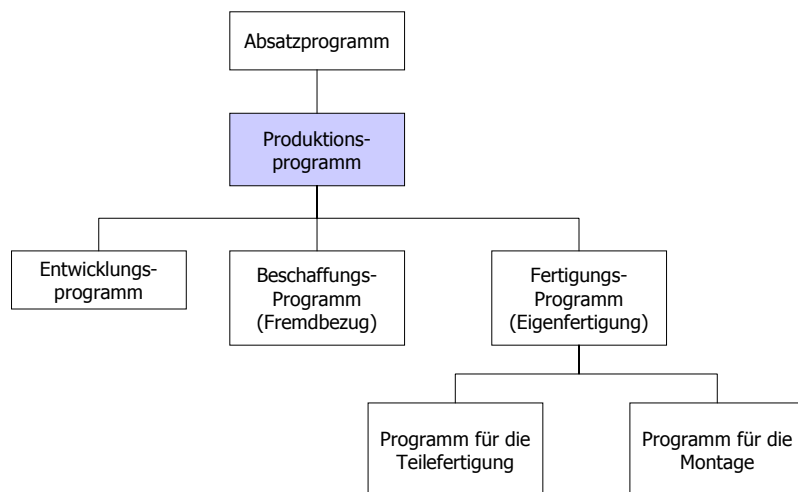 Absatzprogramm
Produktions-
programm
Entwicklungs-
programm
Beschaffungs-
Programm
(Fremdbezug)
Fertigungs-
Programm
(Eigenfertigung)
Programm für die
Teilefertigung
Programm für die
Montage